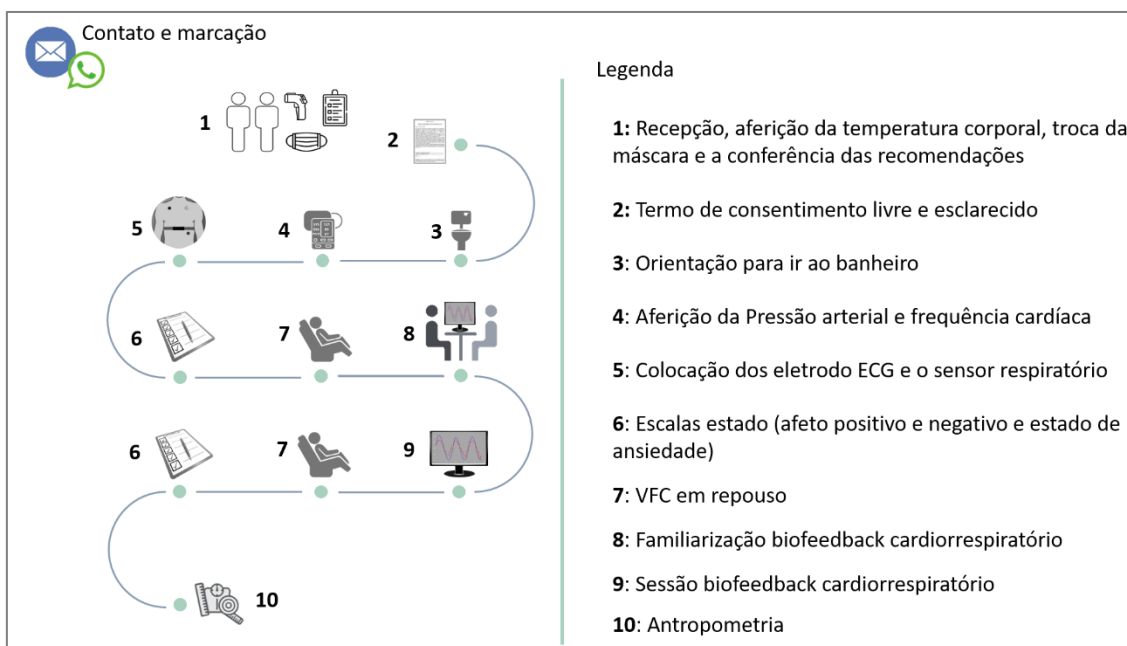 Contato e marcação
1
2
5
4
3
6
7
8
6
7
9
10
Legenda
1: Recepção, aferição da temperatura corporal, troca da
máscara e a conferência das recomendações
2: Termo de consentimento livre e esclarecido
3: Orientação para ir ao banheiro
4: Aferição da Pressão arterial e frequência cardíaca
5: Colocação dos eletrodo ECG e o sensor respiratório
6: Escalas estado (afeto positivo e negativo e estado de
ansiedade)
7: VFC em repouso
8: Familiarização biofeedback cardiorrespiratório
9: Sessão biofeedback cardiorrespiratório
10: Antropometria